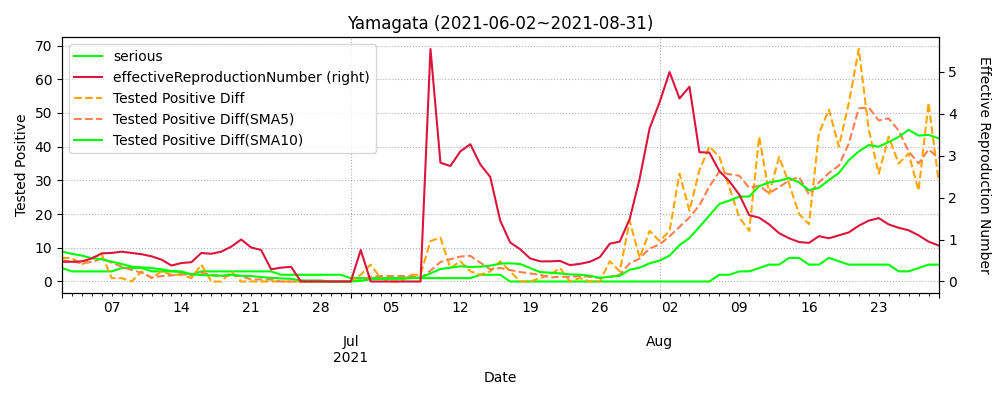 Yamagata (2021-06-02~2021-08-31)
serious
effectiveReproductionNumber (right)
Tested Positive Diff
Tested Positive Diff(SMA5)
Tested Positive Diff(SMA10)
Tested Positive
70
60
50
40
30
20
10
0
5
4
3
2
1
0
Effective Reproduction Number
07 14 21 28 05 12 19 26 02 09 16 23
Jul Aug
2021
Date